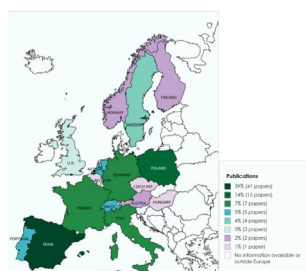 FINLAND
NORWAY
SWEDEN
U.K.
POLAND
GERMANY
CZECH REP.
FRANCE
AUSTRIA
HUNGARY
ITALY
PORTUGAL
SPAIN
Publications
39% (41 papers)
14% (15 papers)
7% (7 papers)
5% (5 papers)
4% (4 papers)
3% (3 papers)
2% (2 papers)
1% (1 paper)
No information available or
outside Europe